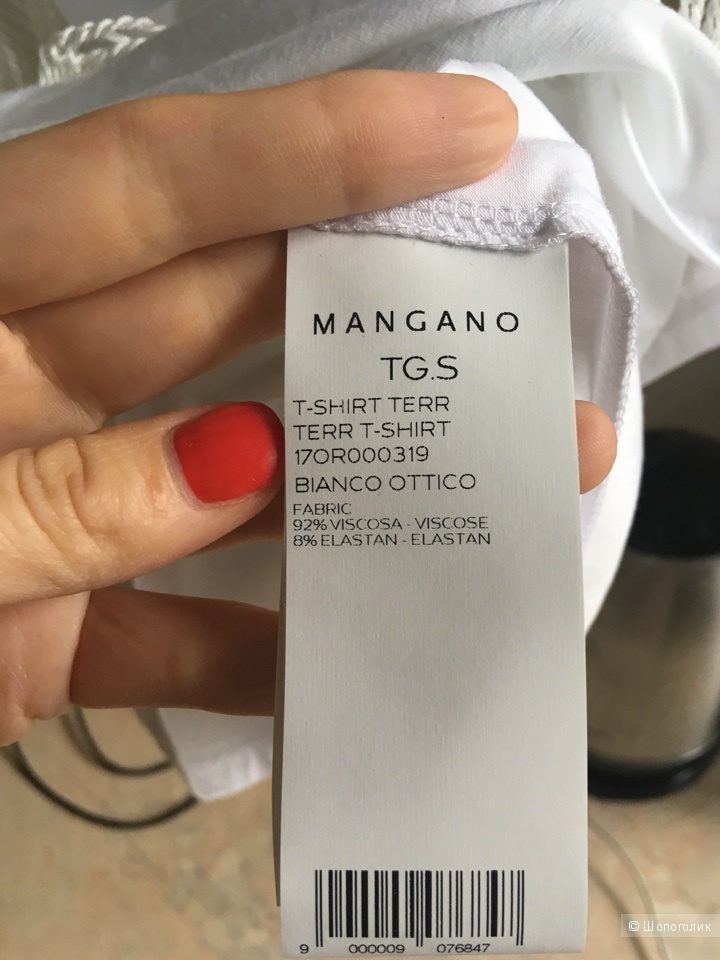 MANGANO
TG.S
T-SHIRT TERR
TERR T-SHIRT
17OR000319
BIANCO OTTICO
FABRIC
92% VISCOSA - VISCOSE
8% ELASTAN - ELASTAN
9 000009 076847
© Шопоголик